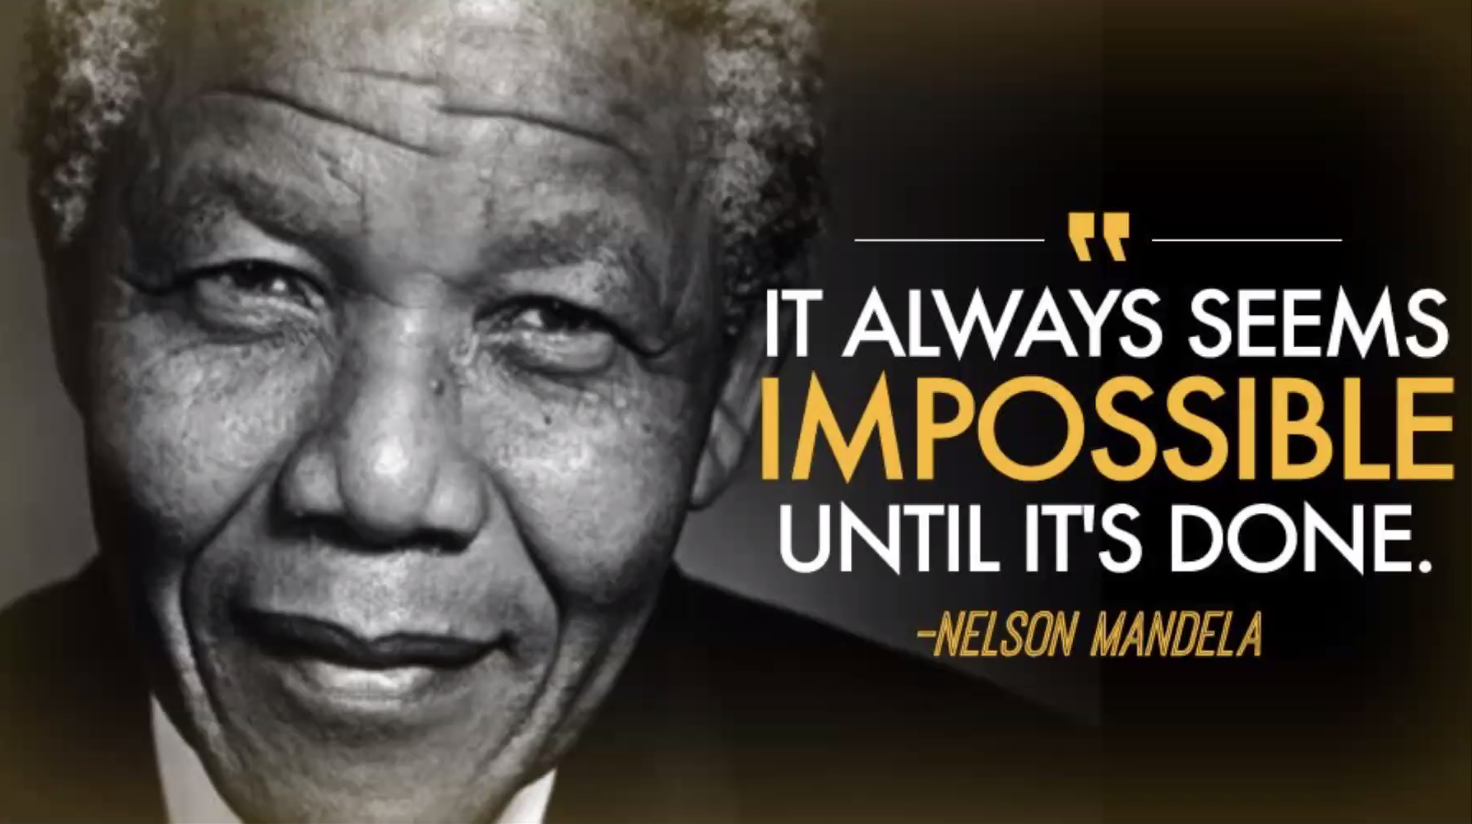 "
IT ALWAYS SEEMS
IMPOSSIBLE
UNTIL IT'S DONE.
-NELSON MANDELA